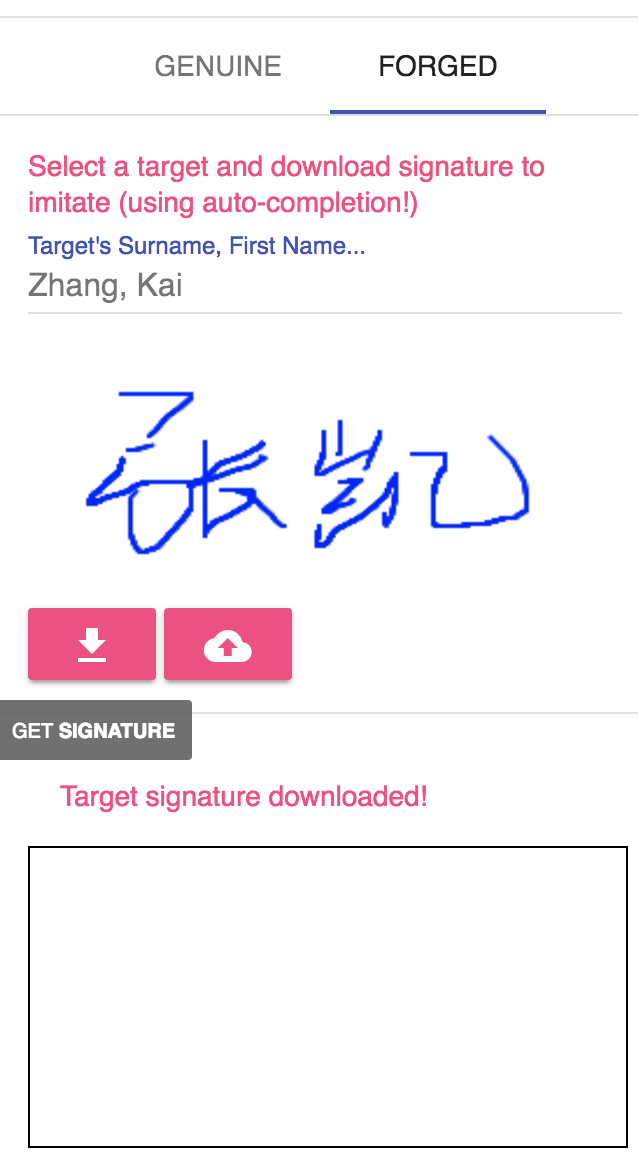 GENUINE FORGED
Select a target and download signature to
imitate (using auto-completion!)
Target's Surname, First Name...
Zhang, Kai
张凯
GET SIGNATURE
Target signature downloaded!